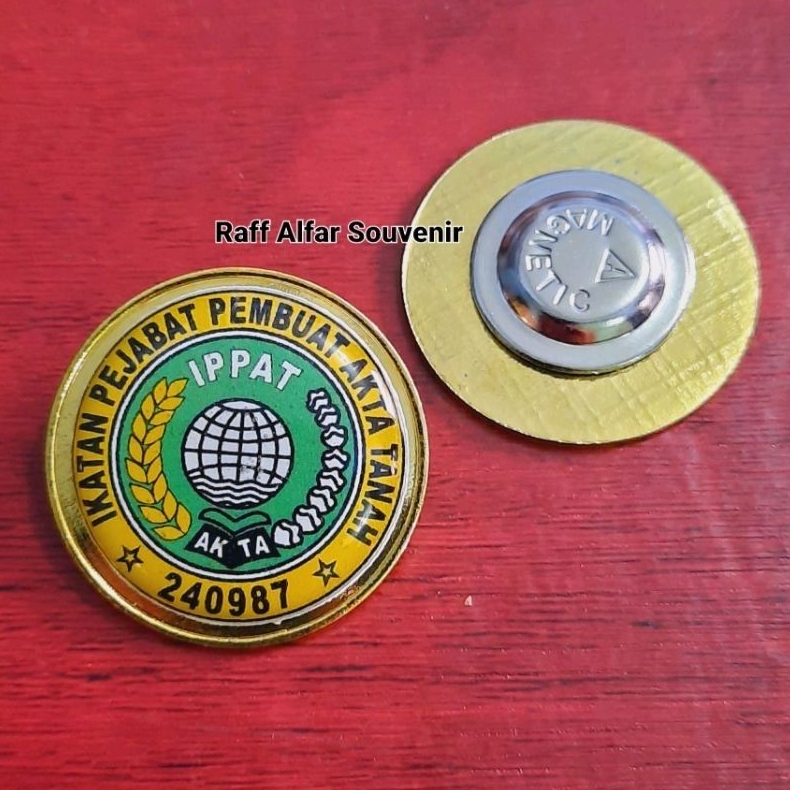 Raff Alfar Souvenir
MAGNETIC
A
IKATAN PEJABAT PEMBUAT AKTA TANAH
IPPAT
AKTA
240987